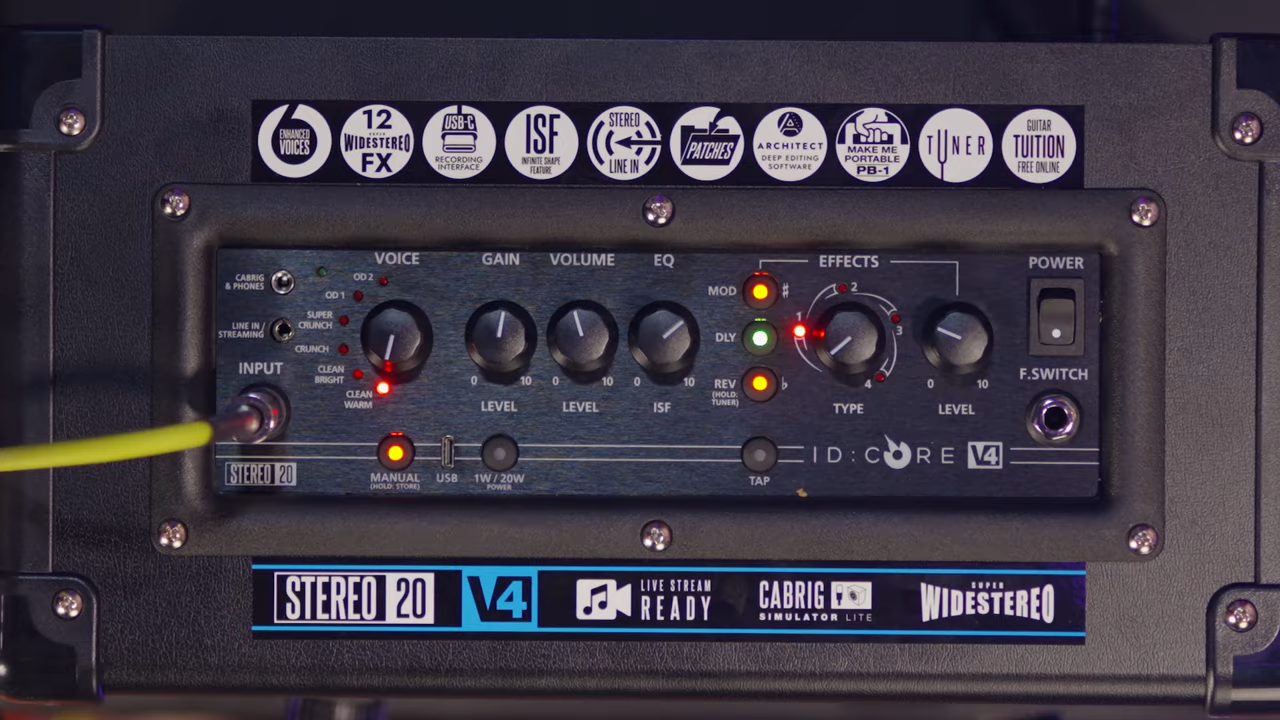 ENHANCED
VOICES
12
SUPER
WIDESTEREO
FX
USB-C
RECORDING
INTERFACE
ISF
INFINITE SHAPE
FEATURE
STEREO
LINE IN
PATCHES
ARCHITECT
DEEP EDITING
SOFTWARE
MAKE ME
PORTABLE
PB-1
TUNER
GUITAR
TUITION
FREE ONLINE
VOICE
GAIN
VOLUME
EQ
EFFECTS
POWER
CABRIG
& PHONES
LINE IN/
STREAMING
INPUT
OD 2
OD 1
SUPER
CRUNCH
CRUNCH
CLEAN
BRIGHT
CLEAN
WARM
0 10
LEVEL
0 10
LEVEL
0 10
ISF
MOD ♯
DLY
REV ♭
(HOLD:
TUNER)
1
2
3
4
TYPE
0 10
LEVEL
F.SWITCH
STEREO 20
MANUAL
(HOLD: STORE)
USB
1W / 20W
POWER
TAP
ID:CORE V4
STEREO 20
V4
LIVE STREAM
READY
CABRIG
SIMULATOR LITE
SUPER
WIDESTEREO